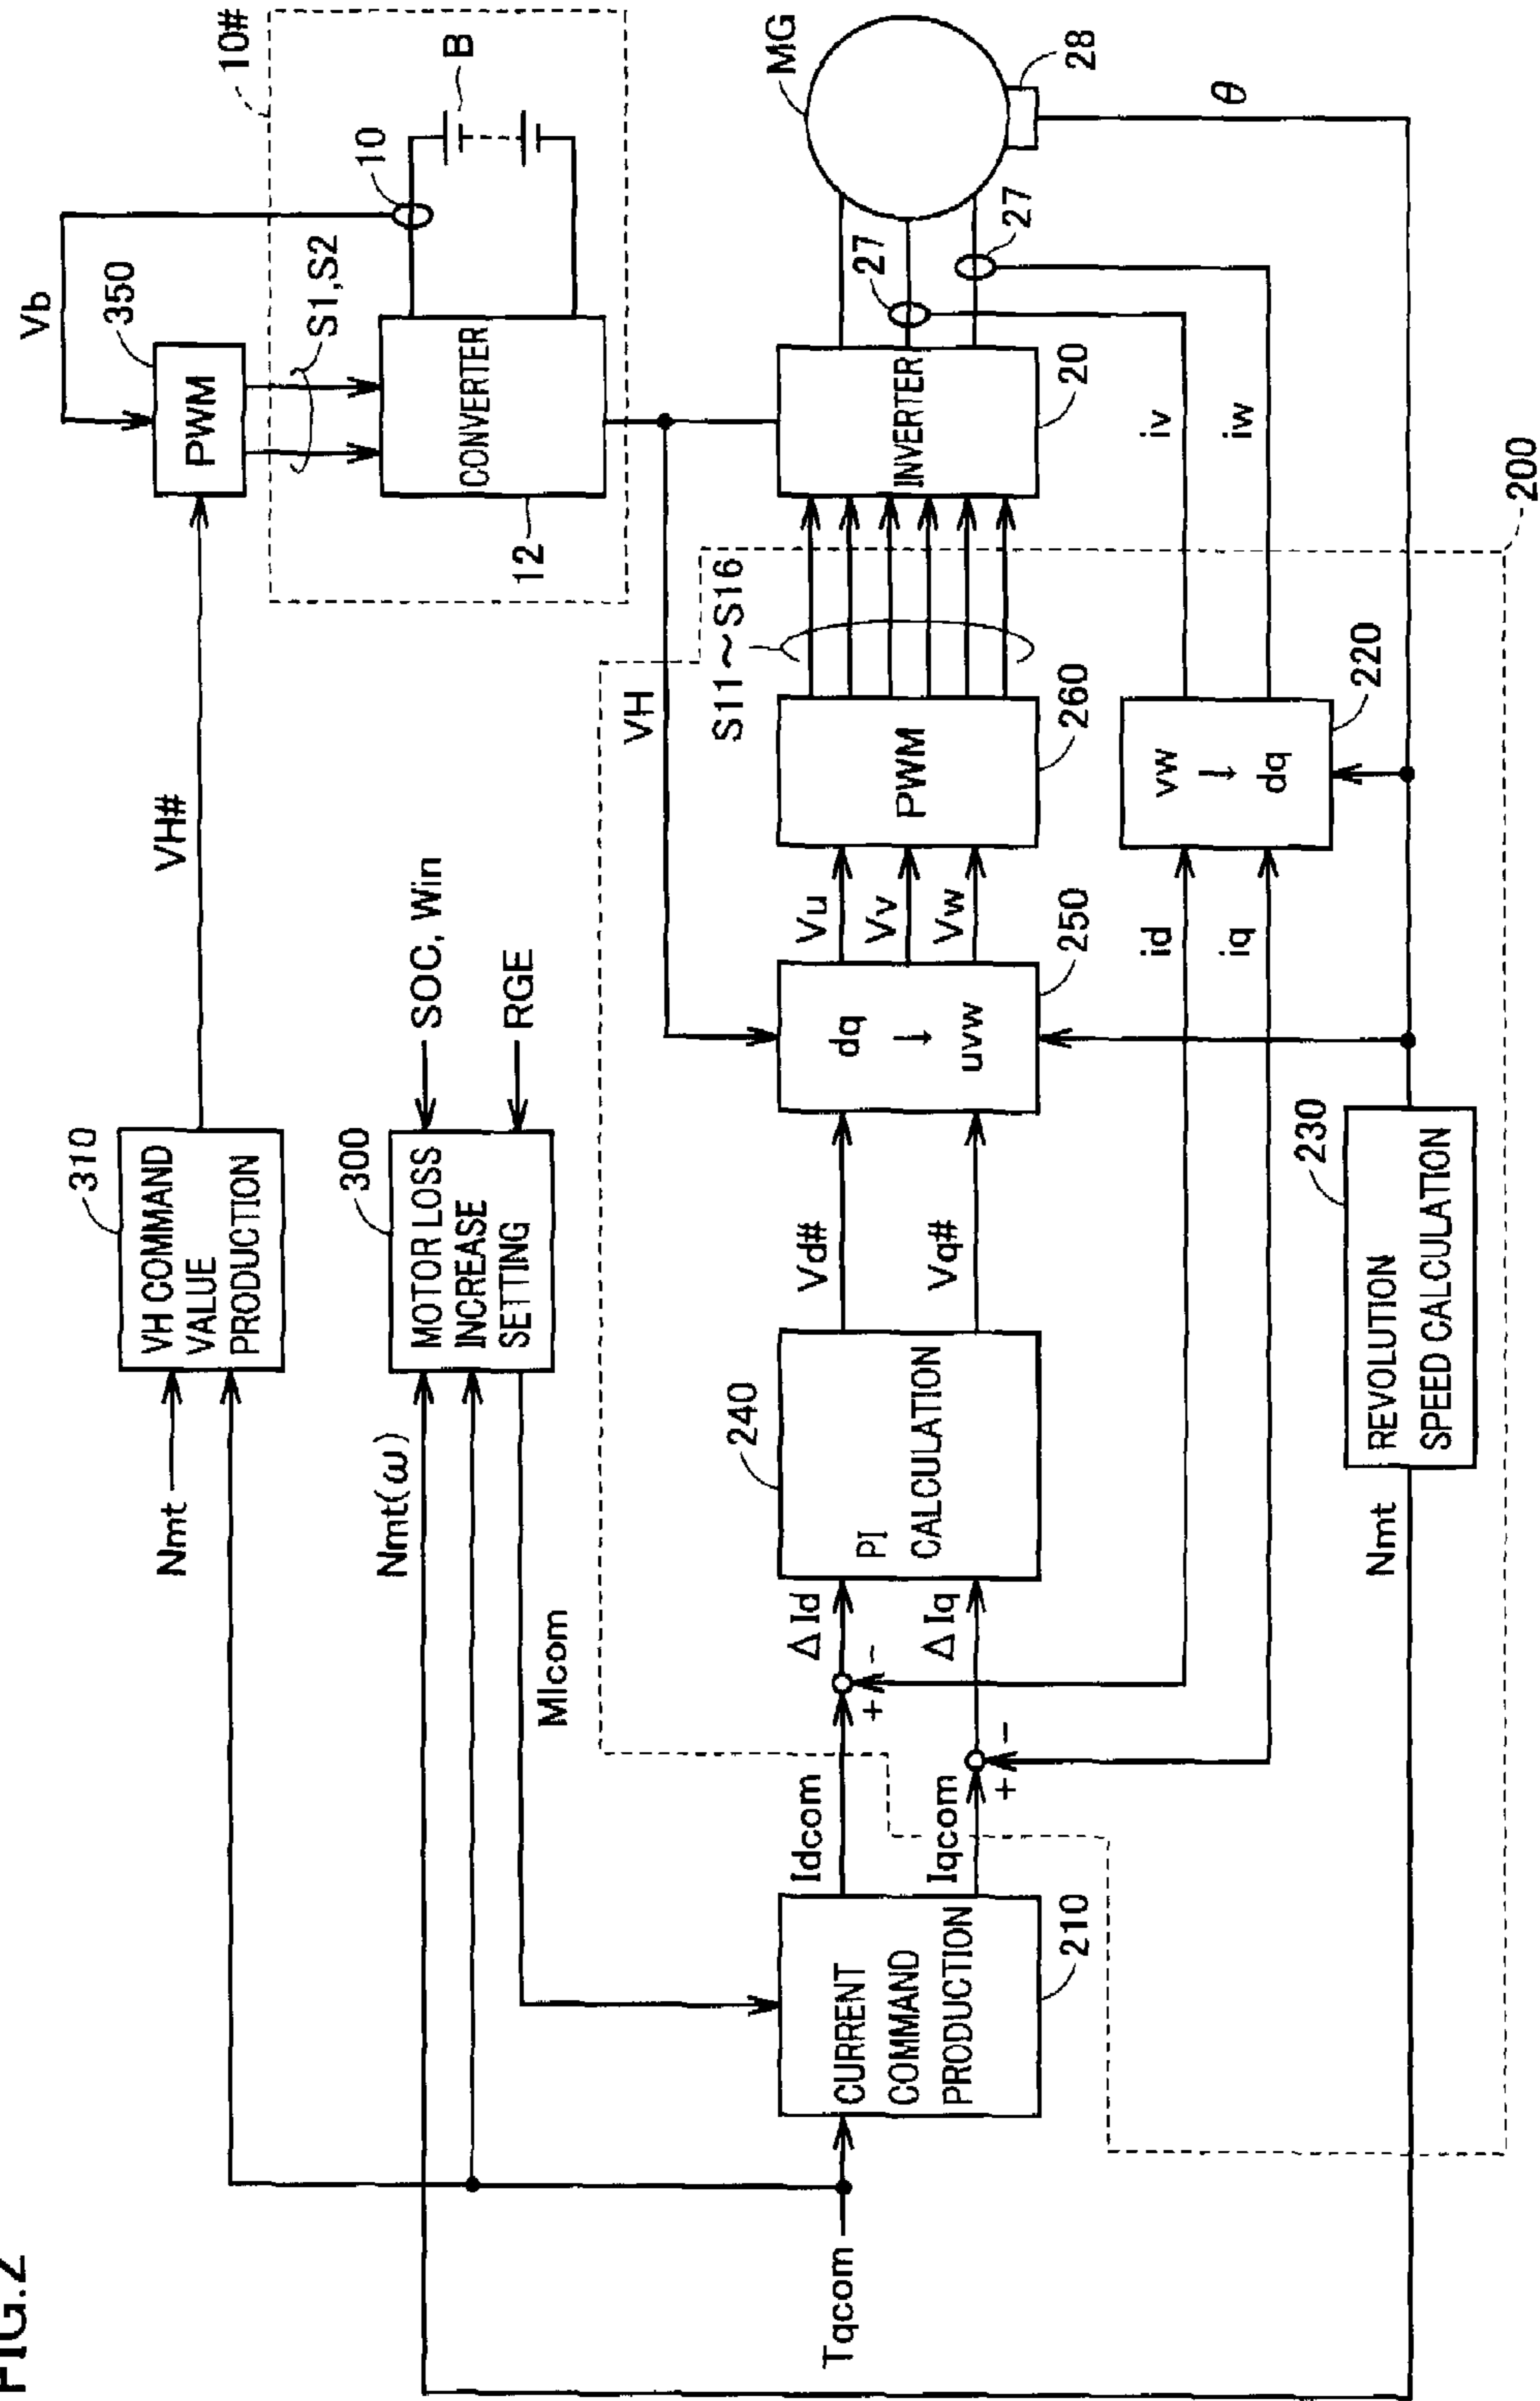 FIG.2
Vb
350
PWM
S1,S2
10#
10
B
CONVERTER
12
VH#
310
VH COMMAND
VALUE
PRODUCTION
Nmt
SOC, Win
RGE
300
MOTOR LOSS
INCREASE
SETTING
Nmt(ω)
Mlcom
VH
MG
28
θ
27
27
INVERTER
20
S11~S16
PWM
260
Vu
Vv
Vw
dq
↓
uvw
250
Vd#
Vq#
240
PI
CALCULATION
ΔId
ΔIq
+
-
+
-
Idcom
Iqcom
CURRENT
COMMAND
PRODUCTION
210
Tqcom
iv
iw
200
vw
↓
dq
220
id
iq
230
REVOLUTION
SPEED CALCULATION
Nmt